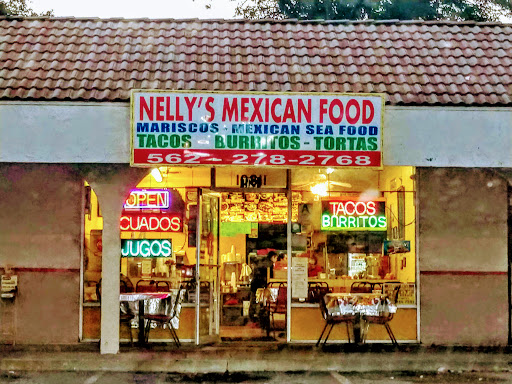 NELLY'S MEXICAN FOOD
MARISCOS - MEXICAN SEA FOOD
TACOS - BURRITOS - TORTAS
562 - 278-2768
OPEN
CUADOS
JUGOS
TACOS
BURRITOS